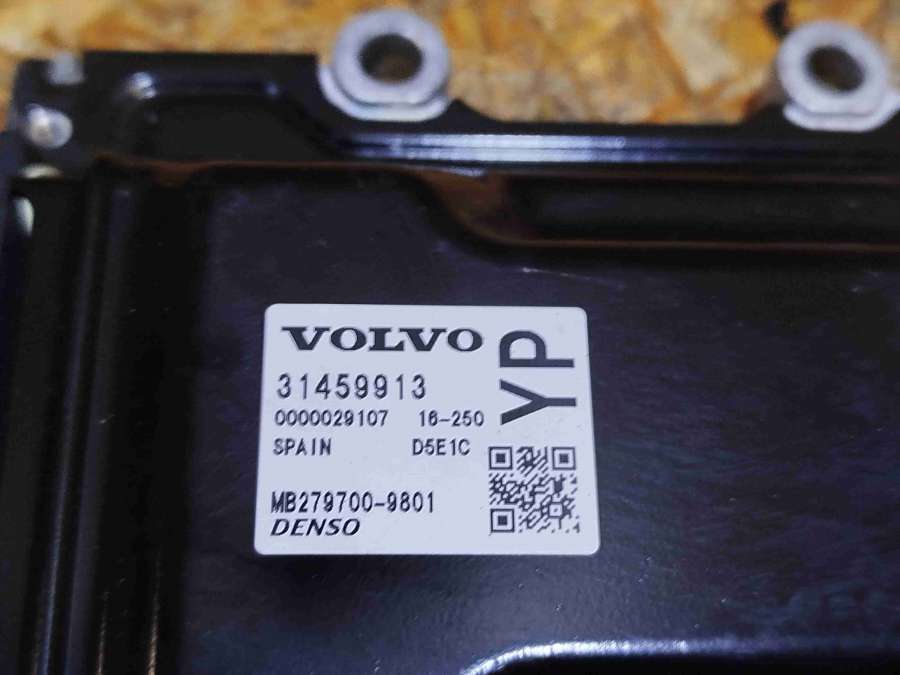 VOLVO
31459913
0000029107 16-250
SPAIN D5E1C
MB279700-9801
DENSO
YP